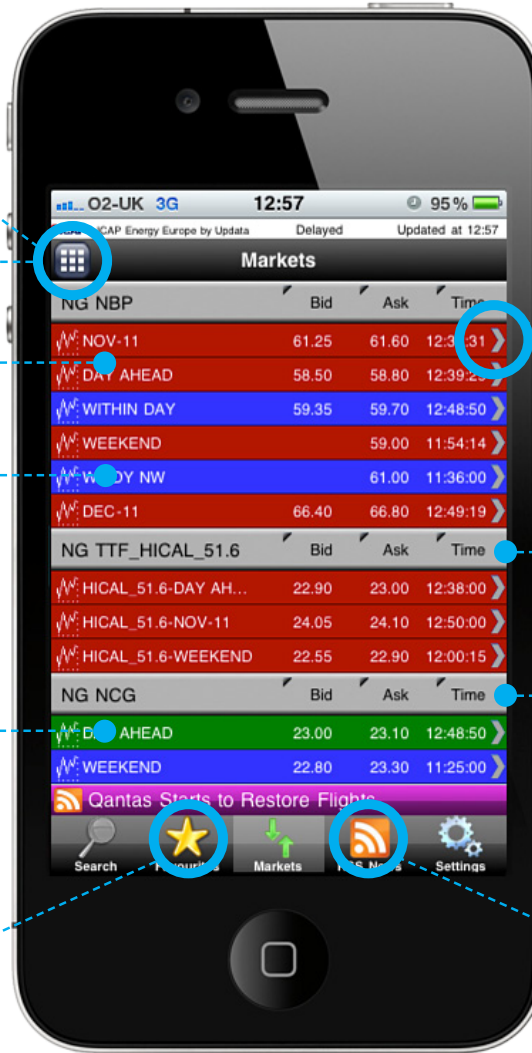 O2-UK 3G 12:57 95%
ICAP Energy Europe by Updata Delayed Updated at 12:57
Markets
NG NBP Bid Ask Time
NOV-11 61.25 61.60
DAY AHEAD 58.50 58.80
WITHIN DAY 59.35 59.70 12:48:50
WEEKEND 59.00 11:54:14
NW 61.00 11:36:00
DEC-11 66.40 66.80 12:49:19
NG TTF_HICAL_51.6 Bid Ask Time
HICAL_51.6-DAY AH... 22.90 23.00 12:38:00
HICAL_51.6-NOV-11 24.05 24.10 12:50:00
HICAL_51.6-WEEKEND 22.55 22.90 12:00:15
NG NCG Bid Ask Time
DAY AHEAD 23.00 23.10 12:48:50
WEEKEND 22.80 23.30 11:25:00
Qantas Starts to Restore Flights
Search Favourites Markets RSS News Settings